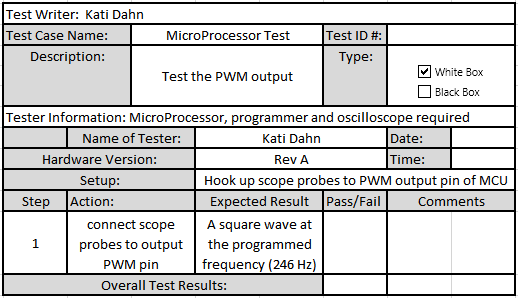 Test Writer: Kati Dahn
Test Case Name: MicroProcessor Test Test ID #:
Description: Test the PWM output Type:
White Box
Black Box
Tester Information: MicroProcessor, programmer and oscilloscope required
Name of Tester: Kati Dahn Date:
Hardware Version: Rev A Time:
Setup: Hook up scope probes to PWM output pin of MCU
Step Action: Expected Result Pass/Fail Comments
1 connect scope probes to output PWM pin A square wave at the programmed frequency (246 Hz)
Overall Test Results: